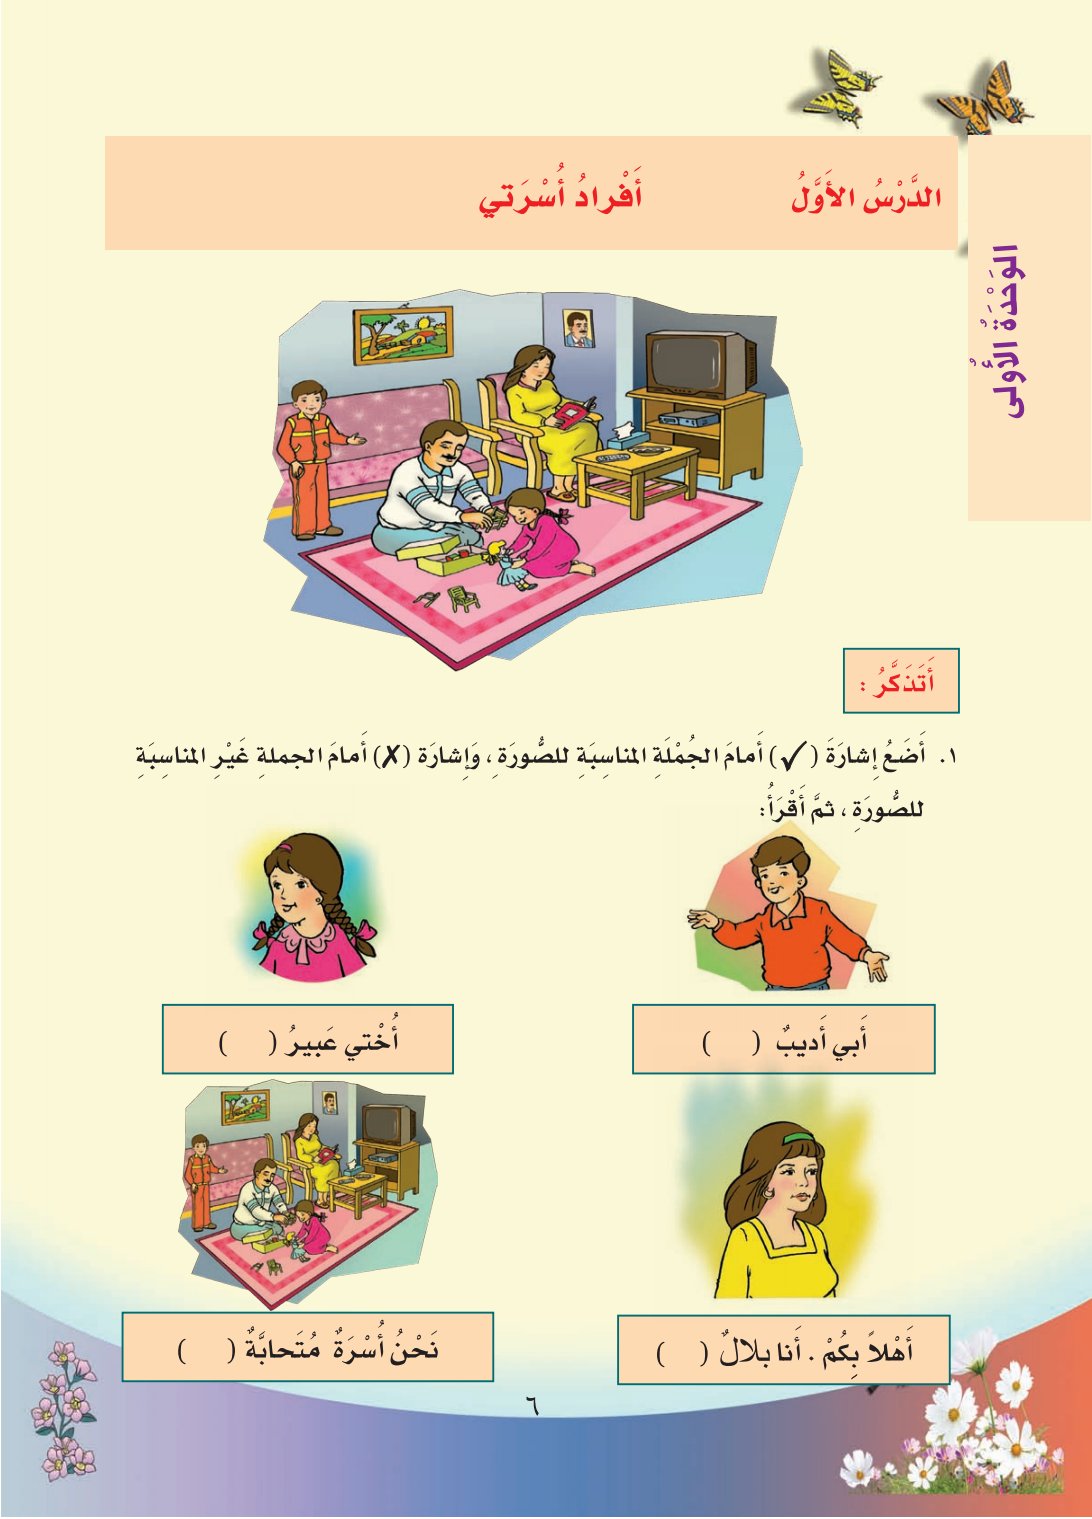 الوَحْدَةُ الأُولى
الدَّرْسُ الأَوَّلُ أَفْرادُ أُسْرَتي
أَتَذَكَّرُ :
١. أَضَعُ إِشارَةَ (✓) أَمامَ الجُمْلَةِ المناسِبَةِ للصُّورَةِ ، وَإِشارَة (✗) أَمامَ الجملةِ غَيْرِ المناسِبَةِ
للصُّورَةِ ، ثمَّ أَقْرَأُ:
أَبي أَديبٌ ( )
أُخْتي عَبيرُ ( )
أَهْلاً بِكُمْ . أَنا بلالٌ ( )
نَحْنُ أُسْرَةٌ مُتَحابَّةٌ ( )
٦